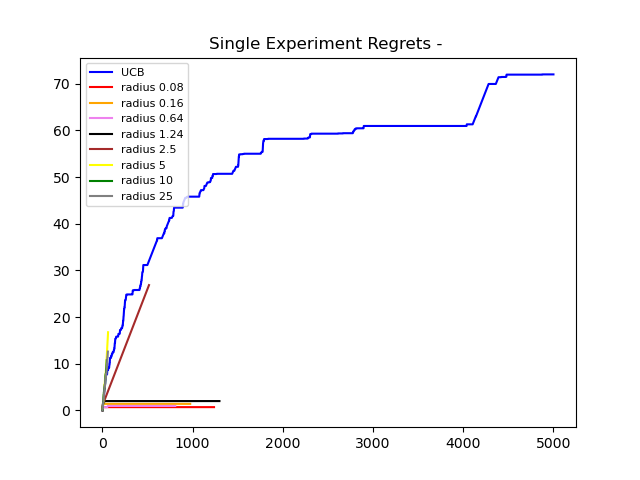 Single Experiment Regrets -
UCB
radius 0.08
radius 0.16
radius 0.64
radius 1.24
radius 2.5
radius 5
radius 10
radius 25
70
60
50
40
30
20
10
0
0 1000 2000 3000 4000 5000